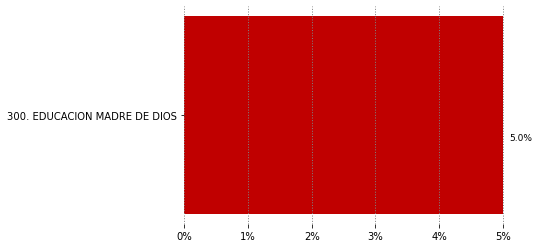 300. EDUCACION MADRE DE DIOS
5.0%
0% 1% 2% 3% 4% 5%